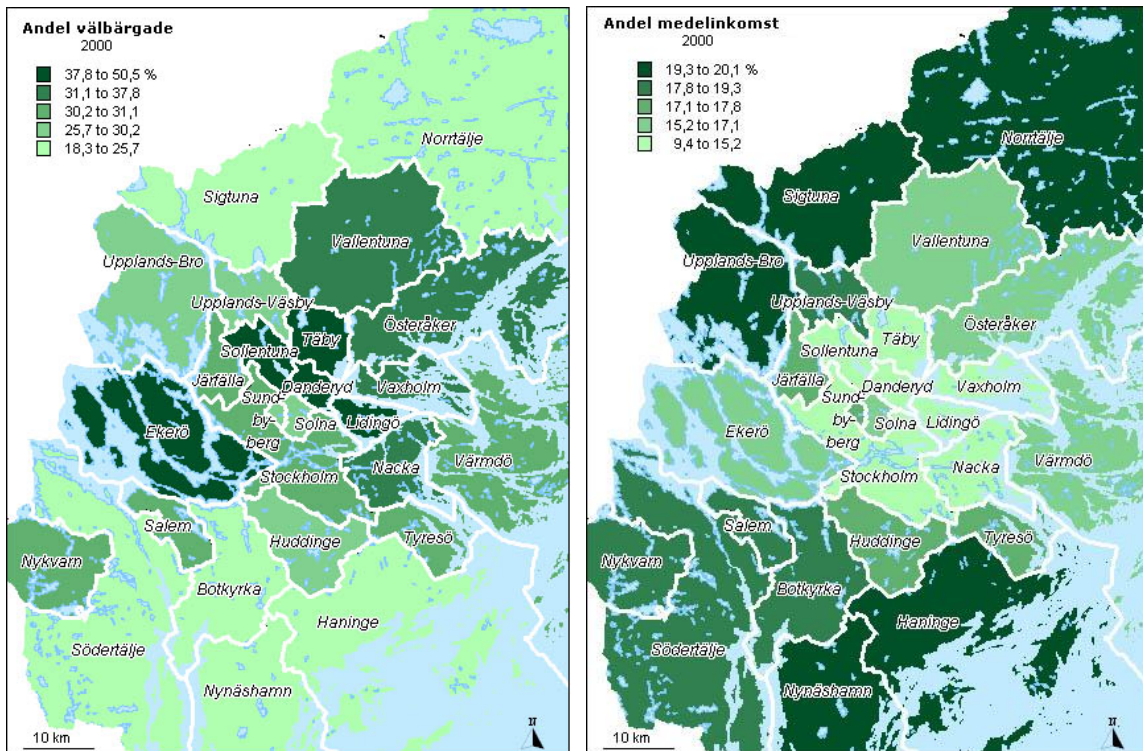 Andel välbärgade
2000
37,8 to 50,5 %
31,1 to 37,8
30,2 to 31,1
25,7 to 30,2
18,3 to 25,7
Norrtälje
Sigtuna
Vallentuna
Upplands-Bro
Upplands-Väsby
Österåker
Täby
Sollentuna
Järfälla
Danderyd
Vaxholm
Sund-
by-
berg
Solna
Lidingö
Ekerö
Stockholm
Nacka
Värmdö
Salem
Huddinge
Tyresö
Nykvarn
Botkyrka
Haninge
Södertälje
Nynäshamn
10 km
N
Andel medelinkomst
2000
19,3 to 20,1 %
17,8 to 19,3
17,1 to 17,8
15,2 to 17,1
9,4 to 15,2
Norrtälje
Sigtuna
Vallentuna
Upplands-Bro
Upplands-Väsby
Österåker
Täby
Sollentuna
Järfälla
Danderyd
Vaxholm
Sund-
by-
berg
Solna
Lidingö
Ekerö
Stockholm
Nacka
Värmdö
Salem
Huddinge
Tyresö
Nykvarn
Botkyrka
Haninge
Södertälje
Nynäshamn
10 km
N